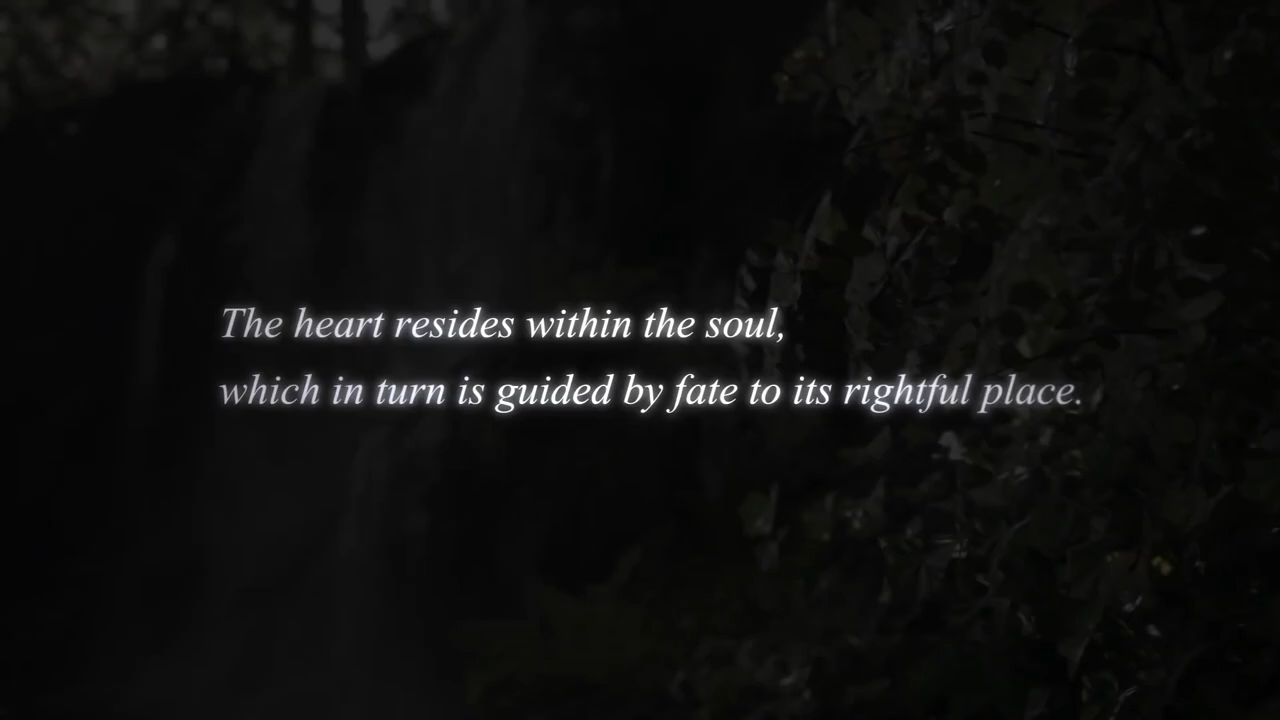 The heart resides within the soul,
which in turn is guided by fate to its rightful place.